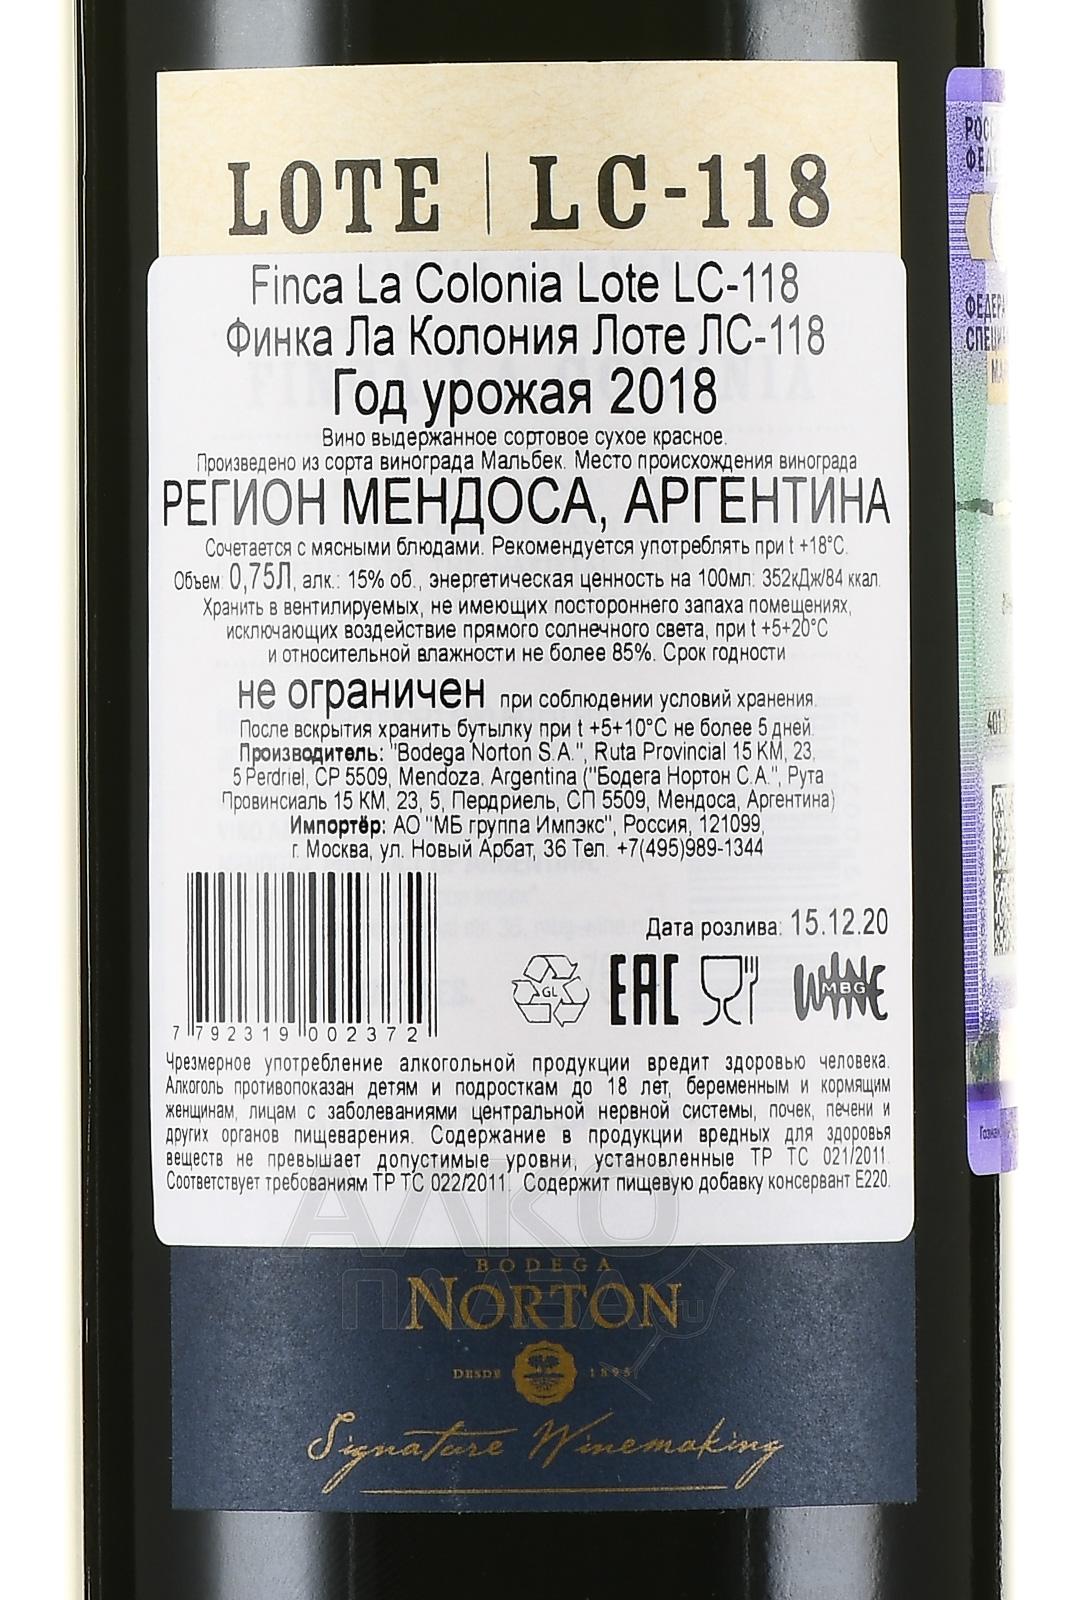 LOTE | LC-118
Finca La Colonia Lote LC-118
Финка Ла Колония Лоте ЛС-118
Год урожая 2018
Вино выдержанное сортовое сухое красное.
Произведено из сорта винограда Мальбек. Место происхождения винограда
РЕГИОН МЕНДОСА, АРГЕНТИНА
Сочетается с мясными блюдами. Рекомендуется употреблять при t +18°С.
Объем: 0,75Л, алк.: 15% об., энергетическая ценность на 100мл: 352кДж/84 ккал.
Хранить в вентилируемых, не имеющих постороннего запаха помещениях,
исключающих воздействие прямого солнечного света, при t +5+20°С
и относительной влажности не более 85%. Срок годности
не ограничен при соблюдении условий хранения.
После вскрытия хранить бутылку при t +5+10°С не более 5 дней.
Производитель: "Bodega Norton S.A.", Ruta Provincial 15 KM, 23,
5 Perdriel, CP 5509, Mendoza, Argentina ("Бодега Нортон С.А.", Рута
Провинсиаль 15 КМ, 23, 5, Пердриель, СП 5509, Мендоса, Аргентина)
Импортёр: АО "МБ группа Импэкс", Россия, 121099,
г. Москва, ул. Новый Арбат, 36 Тел. +7(495)989-1344
Дата розлива: 15.12.20
GL EAC WINE MBG
7 792319 002372
Чрезмерное употребление алкогольной продукции вредит здоровью человека.
Алкоголь противопоказан детям и подросткам до 18 лет, беременным и кормящим
женщинам, лицам с заболеваниями центральной нервной системы, почек, печени и
других органов пищеварения. Содержание в продукции вредных для здоровья
веществ не превышает допустимые уровни, установленные ТР ТС 021/2011.
Соответствует требованиям ТР ТС 022/2011. Содержит пищевую добавку консервант Е220.
АЛКО
ПЛАЗА.ru
BODEGA
NORTON
DESDE 1895
Signature Winemaking